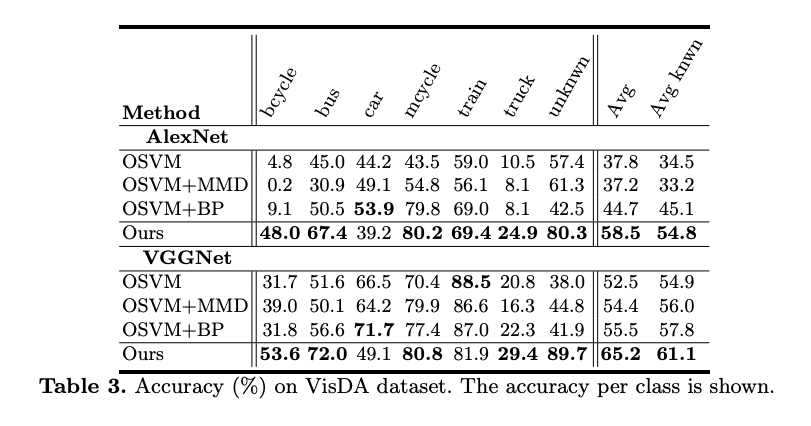 Method bcycle bus car mcycle train truck unknwn Avg Avg knwn
AlexNet
OSVM 4.8 45.0 44.2 43.5 59.0 10.5 57.4 37.8 34.5
OSVM+MMD 0.2 30.9 49.1 54.8 56.1 8.1 61.3 37.2 33.2
OSVM+BP 9.1 50.5 53.9 79.8 69.0 8.1 42.5 44.7 45.1
Ours 48.0 67.4 39.2 80.2 69.4 24.9 80.3 58.5 54.8
VGGNet
OSVM 31.7 51.6 66.5 70.4 88.5 20.8 38.0 52.5 54.9
OSVM+MMD 39.0 50.1 64.2 79.9 86.6 16.3 44.8 54.4 56.0
OSVM+BP 31.8 56.6 71.7 77.4 87.0 22.3 41.9 55.5 57.8
Ours 53.6 72.0 49.1 80.8 81.9 29.4 89.7 65.2 61.1
Table 3. Accuracy (%) on VisDA dataset. The accuracy per class is shown.